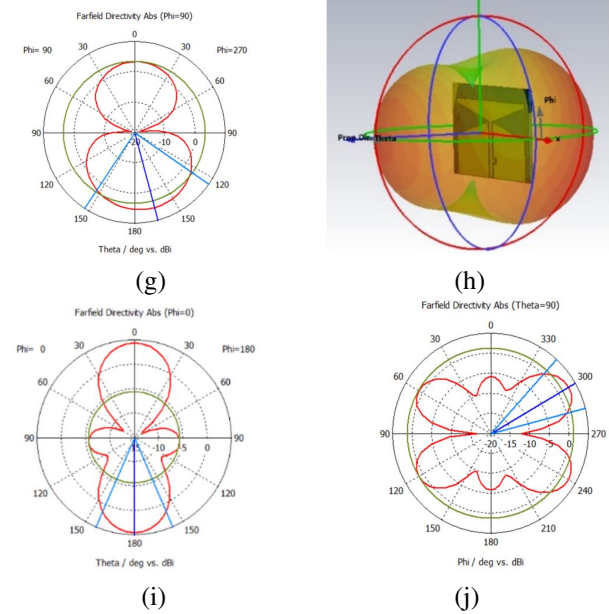 Farfield Directivity Abs (Phi=90)
0
Phi= 90 30 30 Phi=270
60 60
90 -20 -10 0 90
120 120
150 150
180
Theta / deg vs. dBi
(g)
Phi
Theta
x
(h)
Farfield Directivity Abs (Phi=0)
0
Phi= 0 30 30 Phi=180
60 60
90 -15 -10 -5 0 90
120 120
150 150
180
Theta / deg vs. dBi
(i)
Farfield Directivity Abs (Theta=90)
0
30 330
60 300
90 -20 -15 -10 -5 0 270
120 240
150 210
180
Phi / deg vs. dBi
(j)